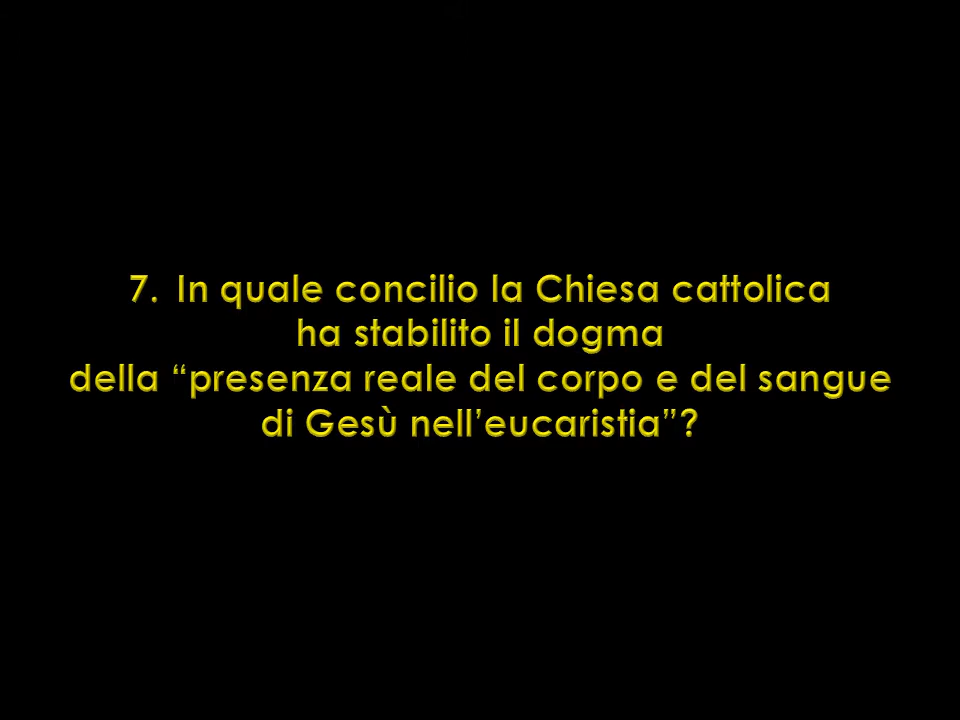 7. In quale concilio la Chiesa cattolica
ha stabilito il dogma
della “presenza reale del corpo e del sangue
di Gesù nell’eucaristia”?